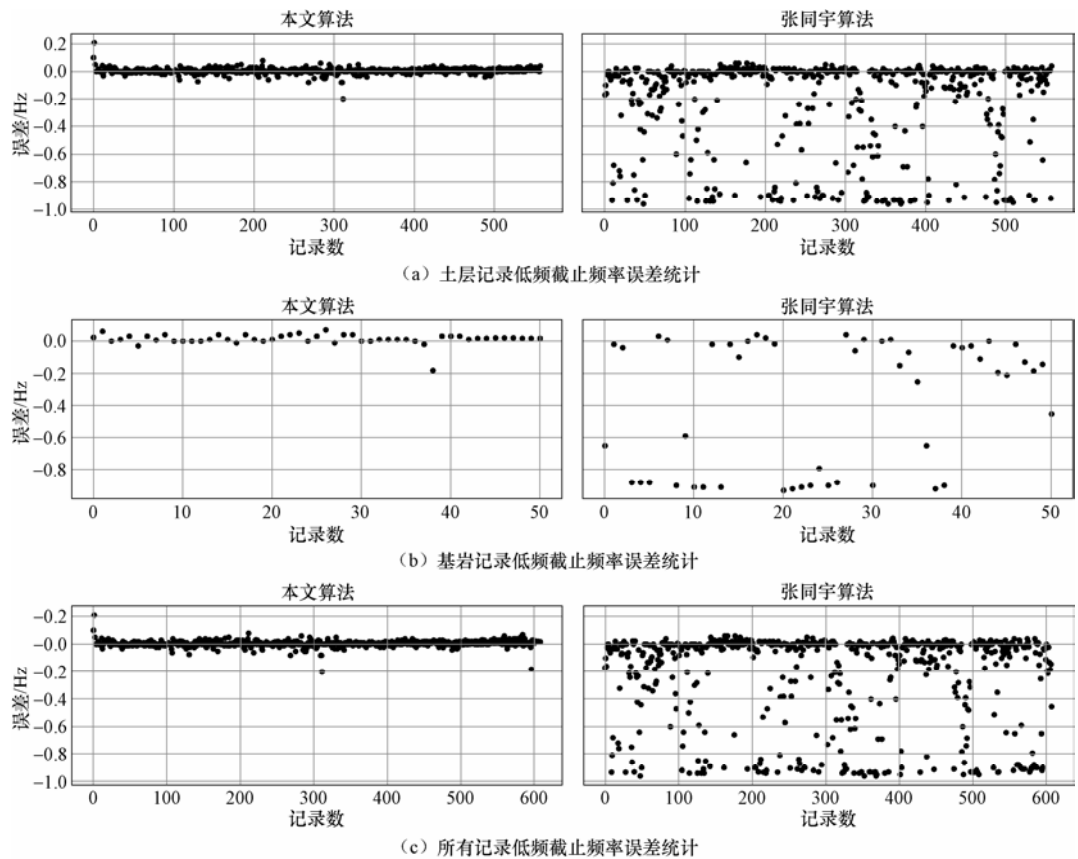 本文算法 张同宇算法
0.2
0.0
−0.2
−0.4
−0.6
−0.8
−1.0
误差/Hz
0 100 200 300 400 500 0 100 200 300 400 500
记录数 记录数
（a）土层记录低频截止频率误差统计
本文算法 张同宇算法
0.0
−0.2
−0.4
−0.6
−0.8
误差/Hz
0 10 20 30 40 50 0 10 20 30 40 50
记录数 记录数
（b）基岩记录低频截止频率误差统计
本文算法 张同宇算法
−0.2
−0.0
−0.2
−0.4
−0.6
−0.8
−1.0
误差/Hz
0 100 200 300 400 500 600 0 100 200 300 400 500 600
记录数 记录数
（c）所有记录低频截止频率误差统计